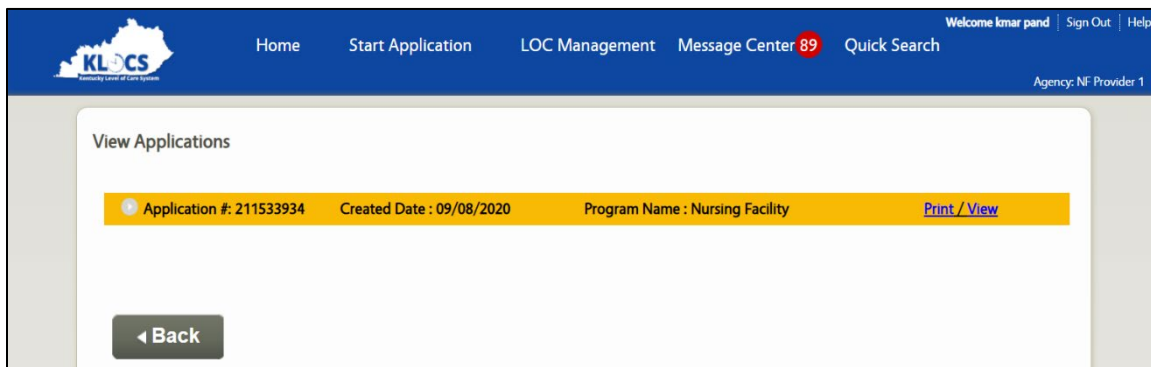 Welcome kmar pand Sign Out Help
KLOCS
Kentucky Level of Care System
Home Start Application LOC Management Message Center 89 Quick Search
Agency: NF Provider 1
View Applications
Application #: 211533934 Created Date : 09/08/2020 Program Name : Nursing Facility Print / View
Back